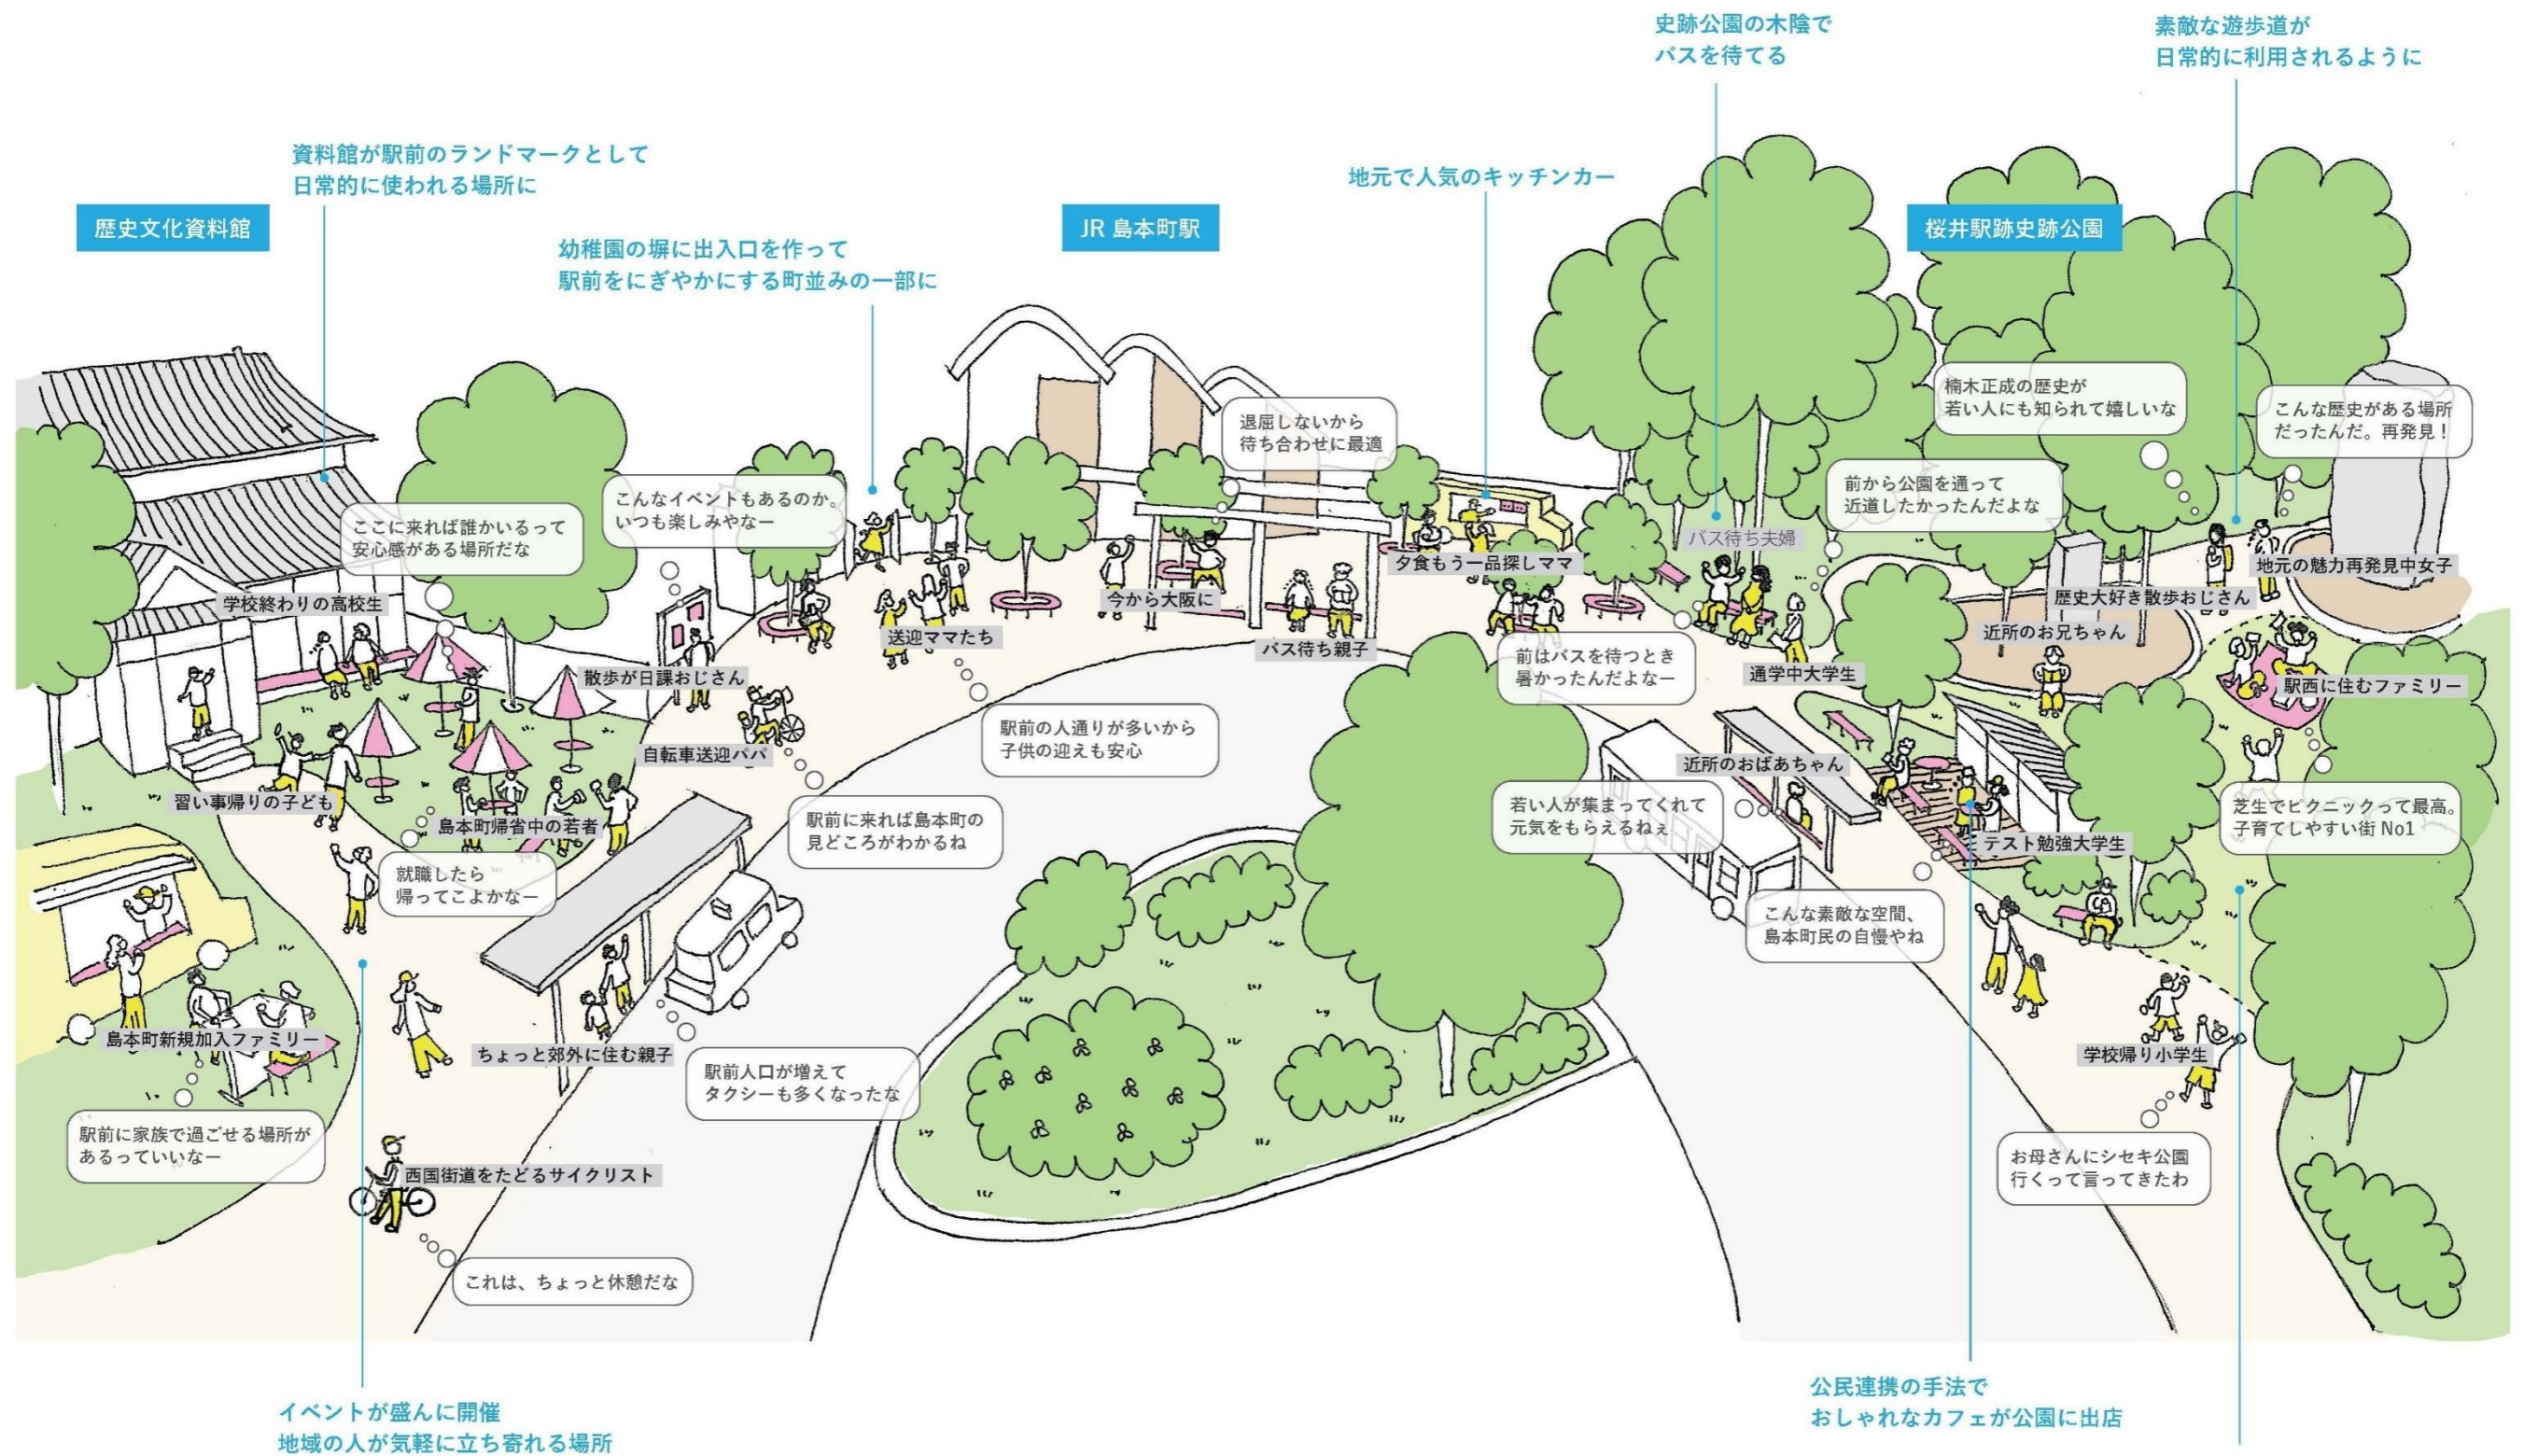 史跡公園の木陰で
バスを待てる
素敵な遊歩道が
日常的に利用されるように
資料館が駅前のランドマークとして
日常的に使われる場所に
地元で人気のキッチンカー
歴史文化資料館
JR 島本町駅
桜井駅跡史跡公園
幼稚園の塀に出入口を作って
駅前をにぎやかにする町並みの一部に
楠木正成の歴史が
若い人にも知られて嬉しいな
こんな歴史がある場所
だったんだ。再発見！
退屈しないから
待ち合わせに最適
前から公園を通って
近道したかったんだよな
こんなイベントもあるのか。
いつも楽しみやなー
ここに来れば誰かいるって
安心感がある場所だな
バス待ち夫婦
夕食もう一品探しママ
地元の魅力再発見中女子
歴史大好き散歩おじさん
学校終わりの高校生
今から大阪に
送迎ママたち
バス待ち親子
近所のお兄ちゃん
散歩が日課おじさん
前はバスを待つとき
暑かったんだよなー
通学中大学生
駅西に住むファミリー
駅前の人通りが多いから
子供の迎えも安心
自転車送迎パパ
近所のおばあちゃん
習い事帰りの子ども
島本町帰省中の若者
駅前に来れば島本町の
見どころがわかるね
若い人が集まってくれて
元気をもらえるねぇ
テスト勉強大学生
芝生でピクニックって最高。
子育てしやすい街 No1
就職したら
帰ってこよかなー
こんな素敵な空間、
島本町民の自慢やね
島本町新規加入ファミリー
ちょっと郊外に住む親子
学校帰り小学生
駅前人口が増えて
タクシーも多くなったな
駅前に家族で過ごせる場所が
あるっていいなー
西国街道をたどるサイクリスト
お母さんにシセキ公園
行くって言ってきたわ
これは、ちょっと休憩だな
公民連携の手法で
おしゃれなカフェが公園に出店
イベントが盛んに開催
地域の人が気軽に立ち寄れる場所